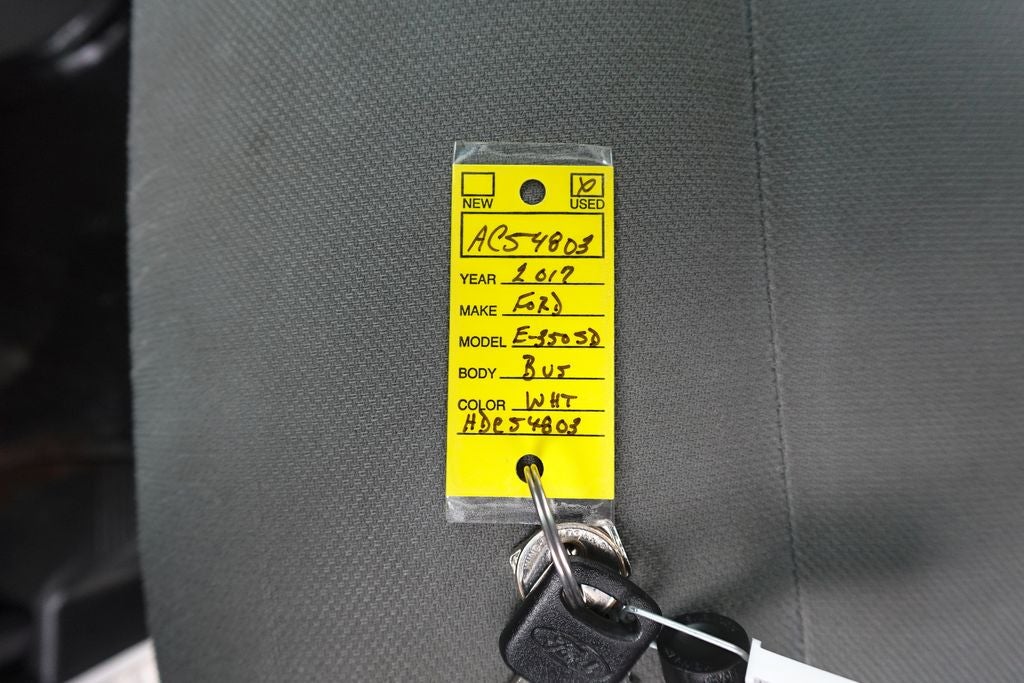 NEW USED
AC54803
YEAR 2017
MAKE FORD
MODEL E-350SD
BODY BUS
COLOR WHT
HDC54803